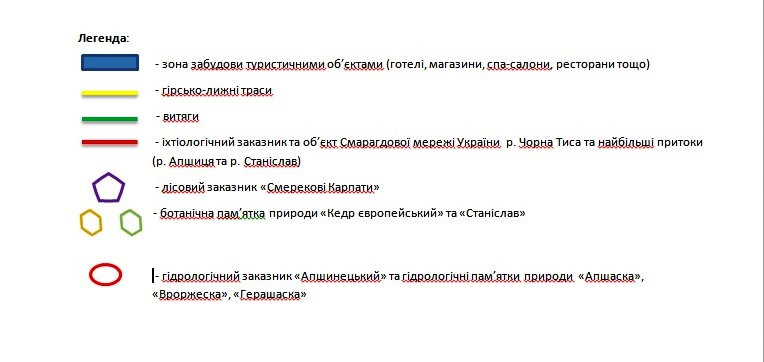 Легенда:
- зона забудови туристичними об’єктами (готелі, магазини, спа-салони, ресторани тощо)
- гірсько-лижні траси
- витяги
- іхтіологічний заказник та об’єкт Смарагдової мережі України р. Чорна Тиса та найбільші притоки
(р. Апшиця та р. Станіслав)
- лісовий заказник «Смерекові Карпати»
- ботанічна пам’ятка природи «Кедр європейський» та «Станіслав»
- гідрологічний заказник «Апшинецький» та гідрологічні пам’ятки природи «Апшаска»,
«Вроржеска», «Герашаска»